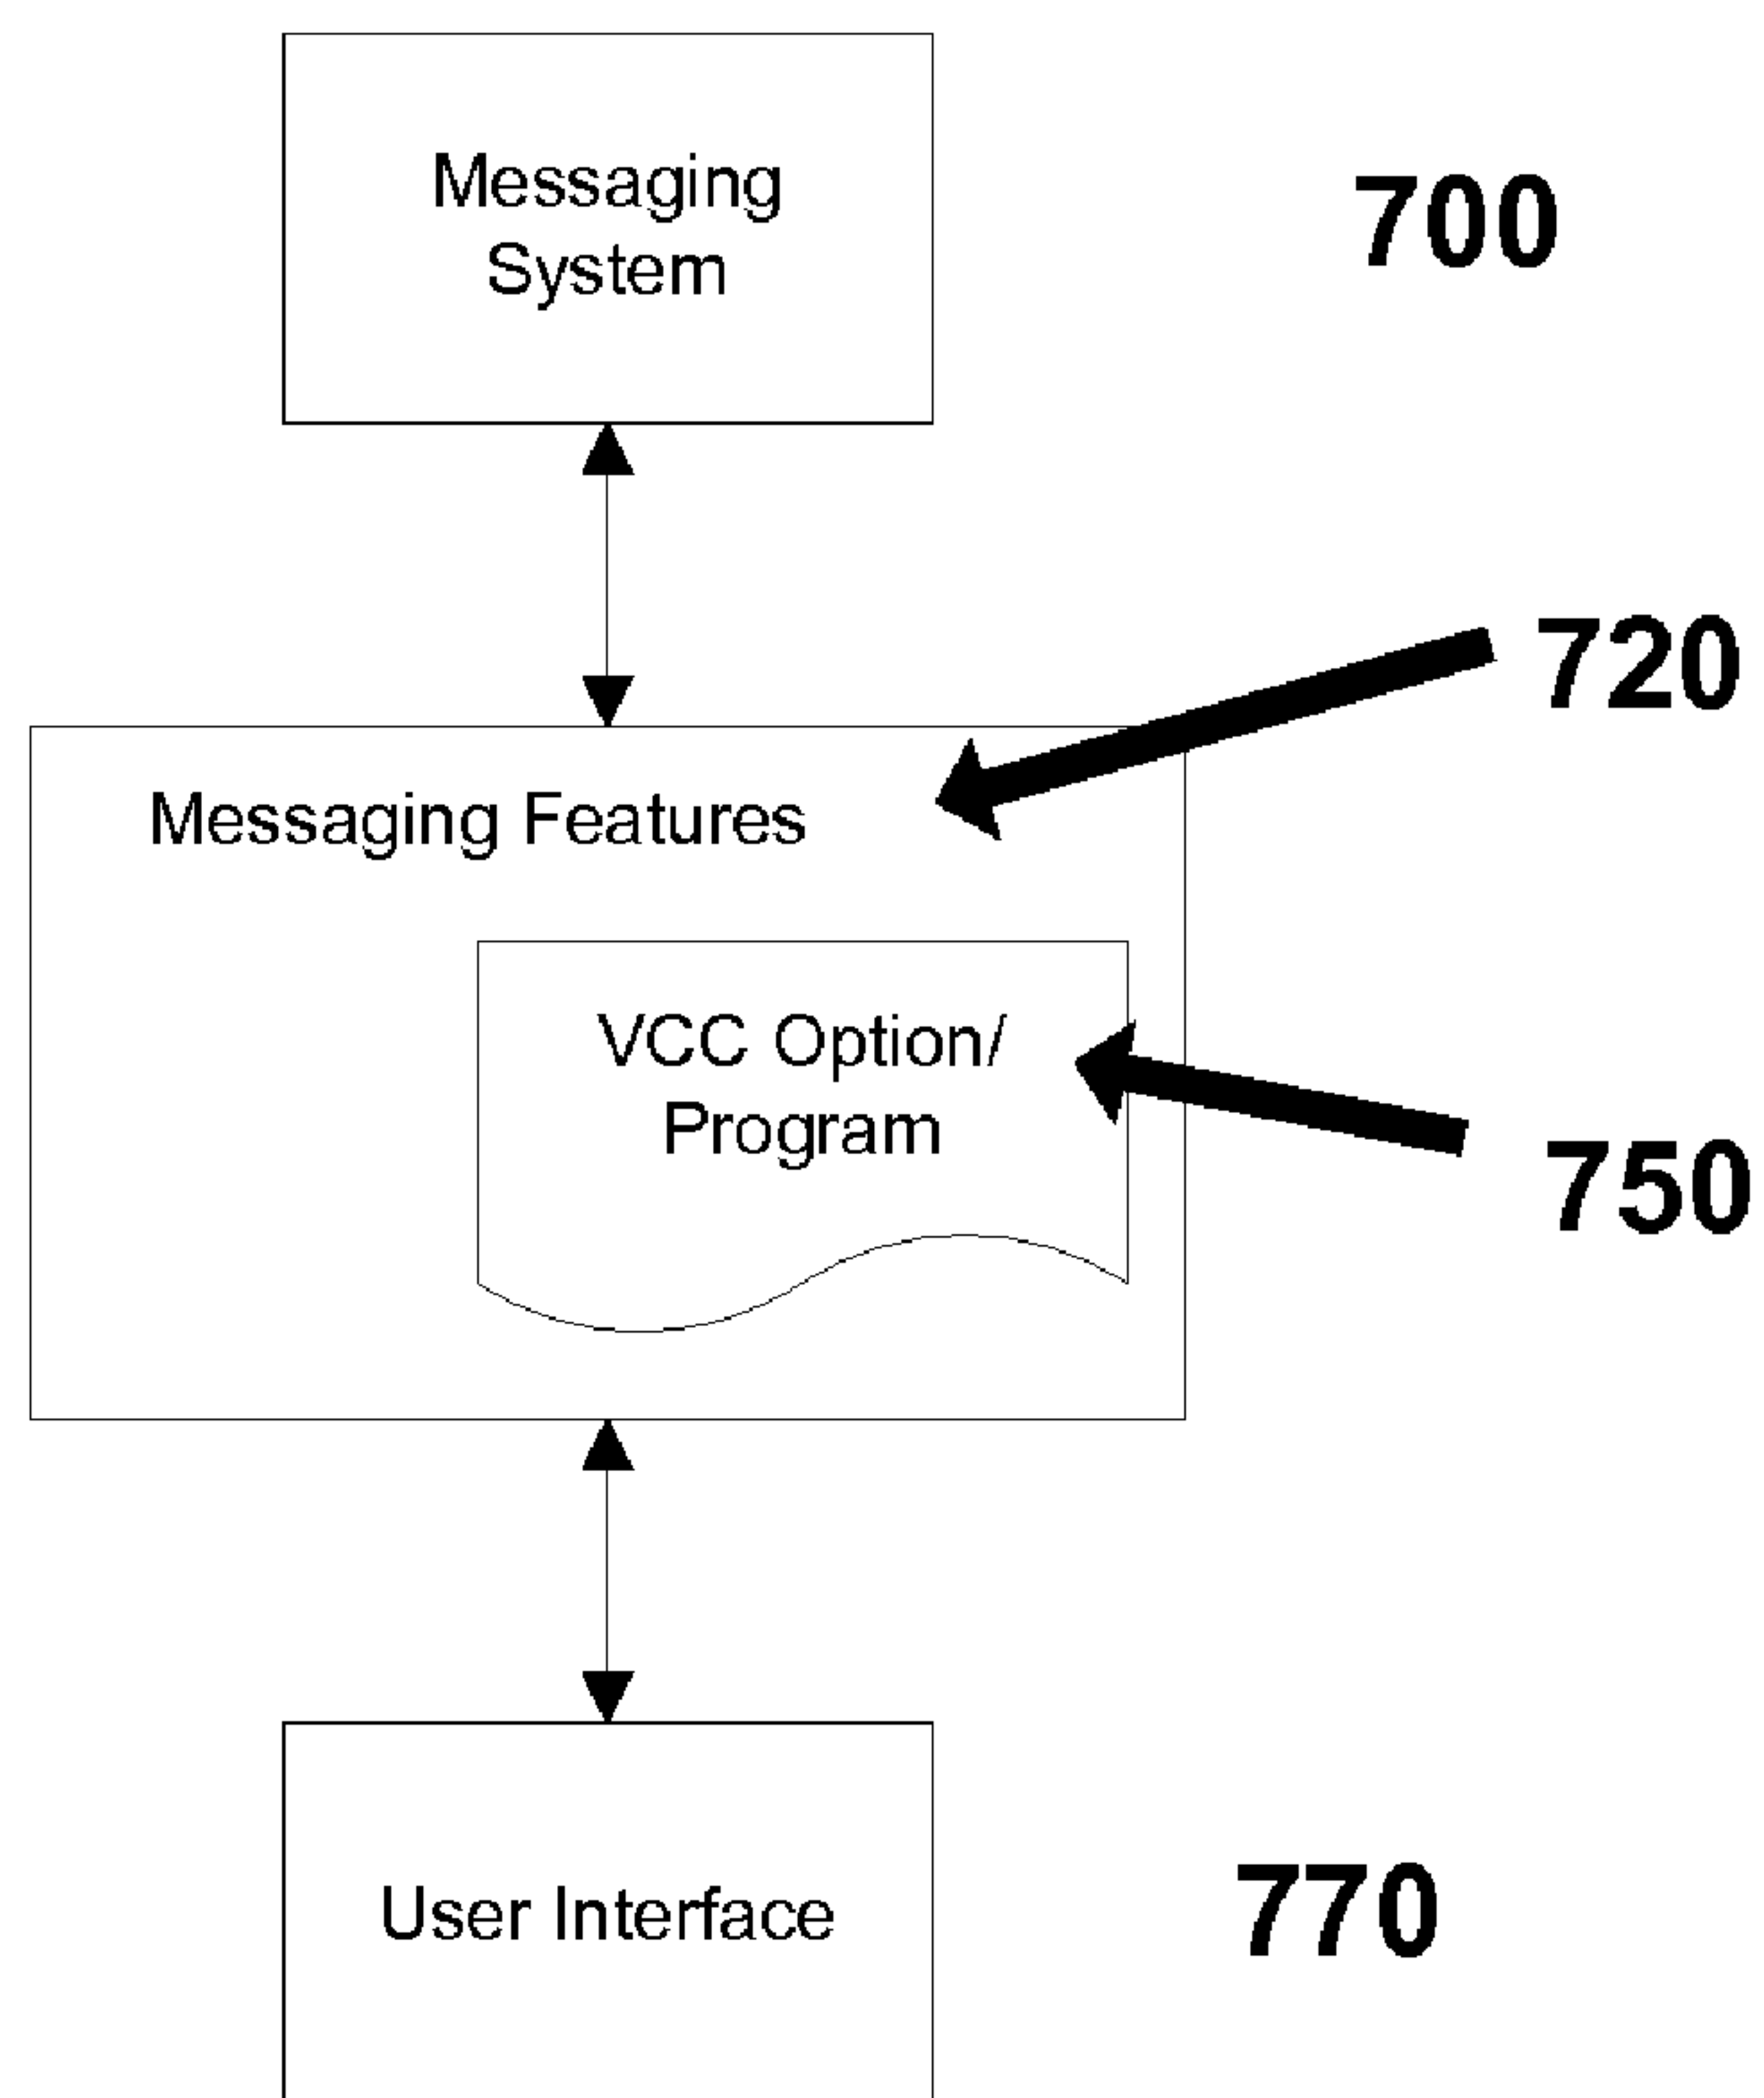 Messaging
System
700
720
Messaging Features
VCC Option/
Program
750
User Interface
770